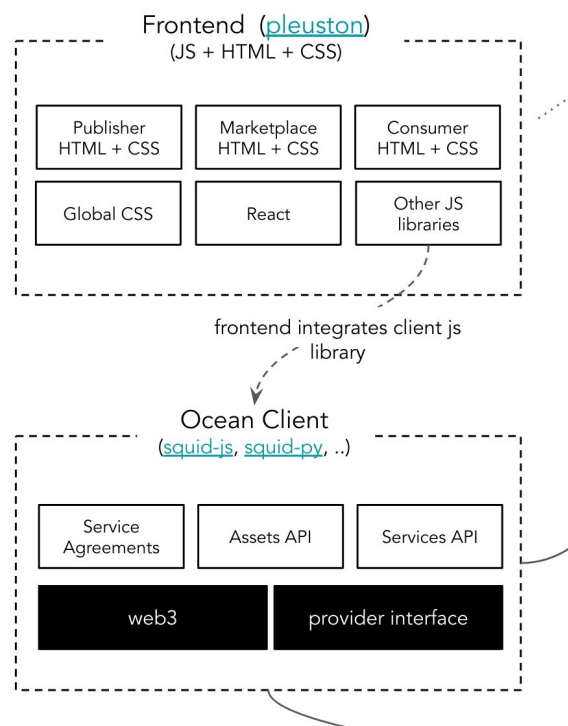 Frontend (pleuston)
(JS + HTML + CSS)
Publisher
HTML + CSS
Marketplace
HTML + CSS
Consumer
HTML + CSS
Global CSS
React
Other JS
libraries
frontend integrates client js
library
Ocean Client
(squid-js, squid-py, ..)
Service
Agreements
Assets API
Services API
web3
provider interface